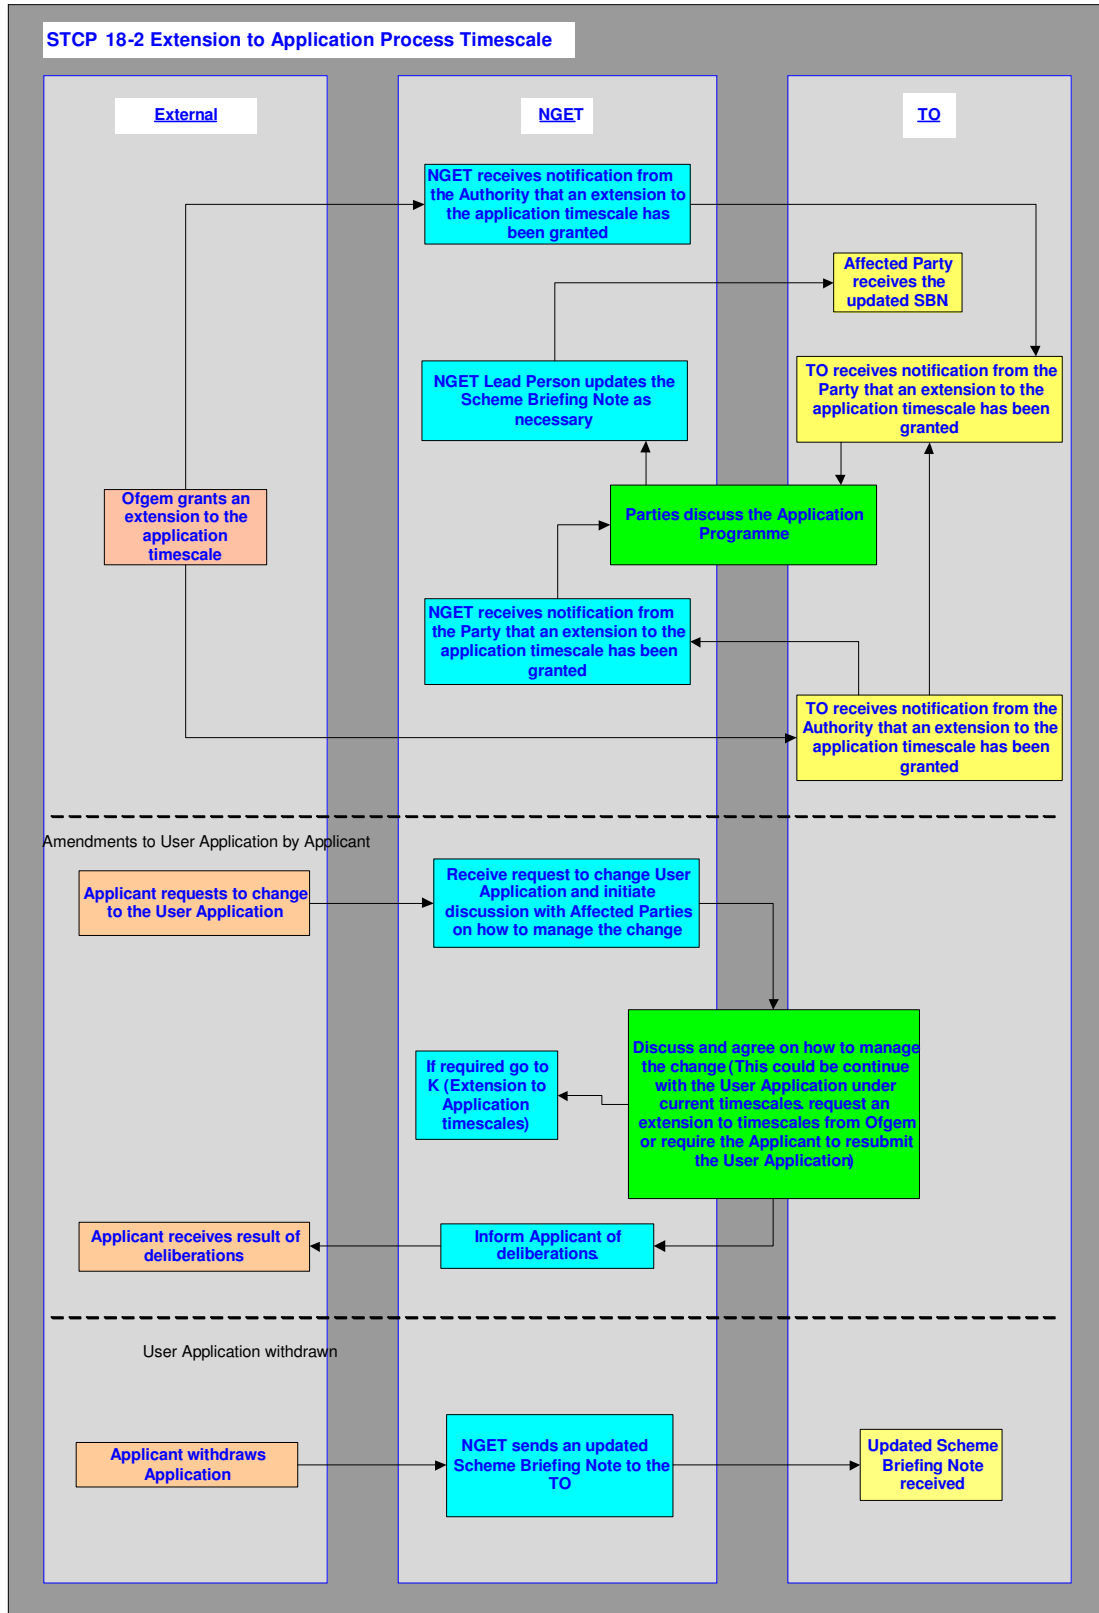 STCP 18-2 Extension to Application Process Timescale
External
NGET
TO
NGET receives notification from
the Authority that an extension to
the application timescale has
been granted
Affected Party
receives the
updated SBN
NGET Lead Person updates the
Scheme Briefing Note as
necessary
TO receives notification from the
Party that an extension to the
application timescale has been
granted
Ofgem grants an
extension to the
application
timescale
Parties discuss the Application
Programme
NGET receives notification from
the Party that an extension to the
application timescale has been
granted
TO receives notification from the
Authority that an extension to the
application timescale has been
granted
Amendments to User Application by Applicant
Applicant requests to change
to the User Application
Receive request to change User
Application and initiate
discussion with Affected Parties
on how to manage the change
Discuss and agree on how to manage
the change (This could be continue
with the User Application under
current timescales. request an
extension to timescales from Ofgem
or require the Applicant to resubmit
the User Application)
If required go to
K (Extension to
Application
timescales)
Applicant receives result of
deliberations
Inform Applicant of
deliberations.
User Application withdrawn
Applicant withdraws
Application
NGET sends an updated
Scheme Briefing Note to the
TO
Updated Scheme
Briefing Note
received